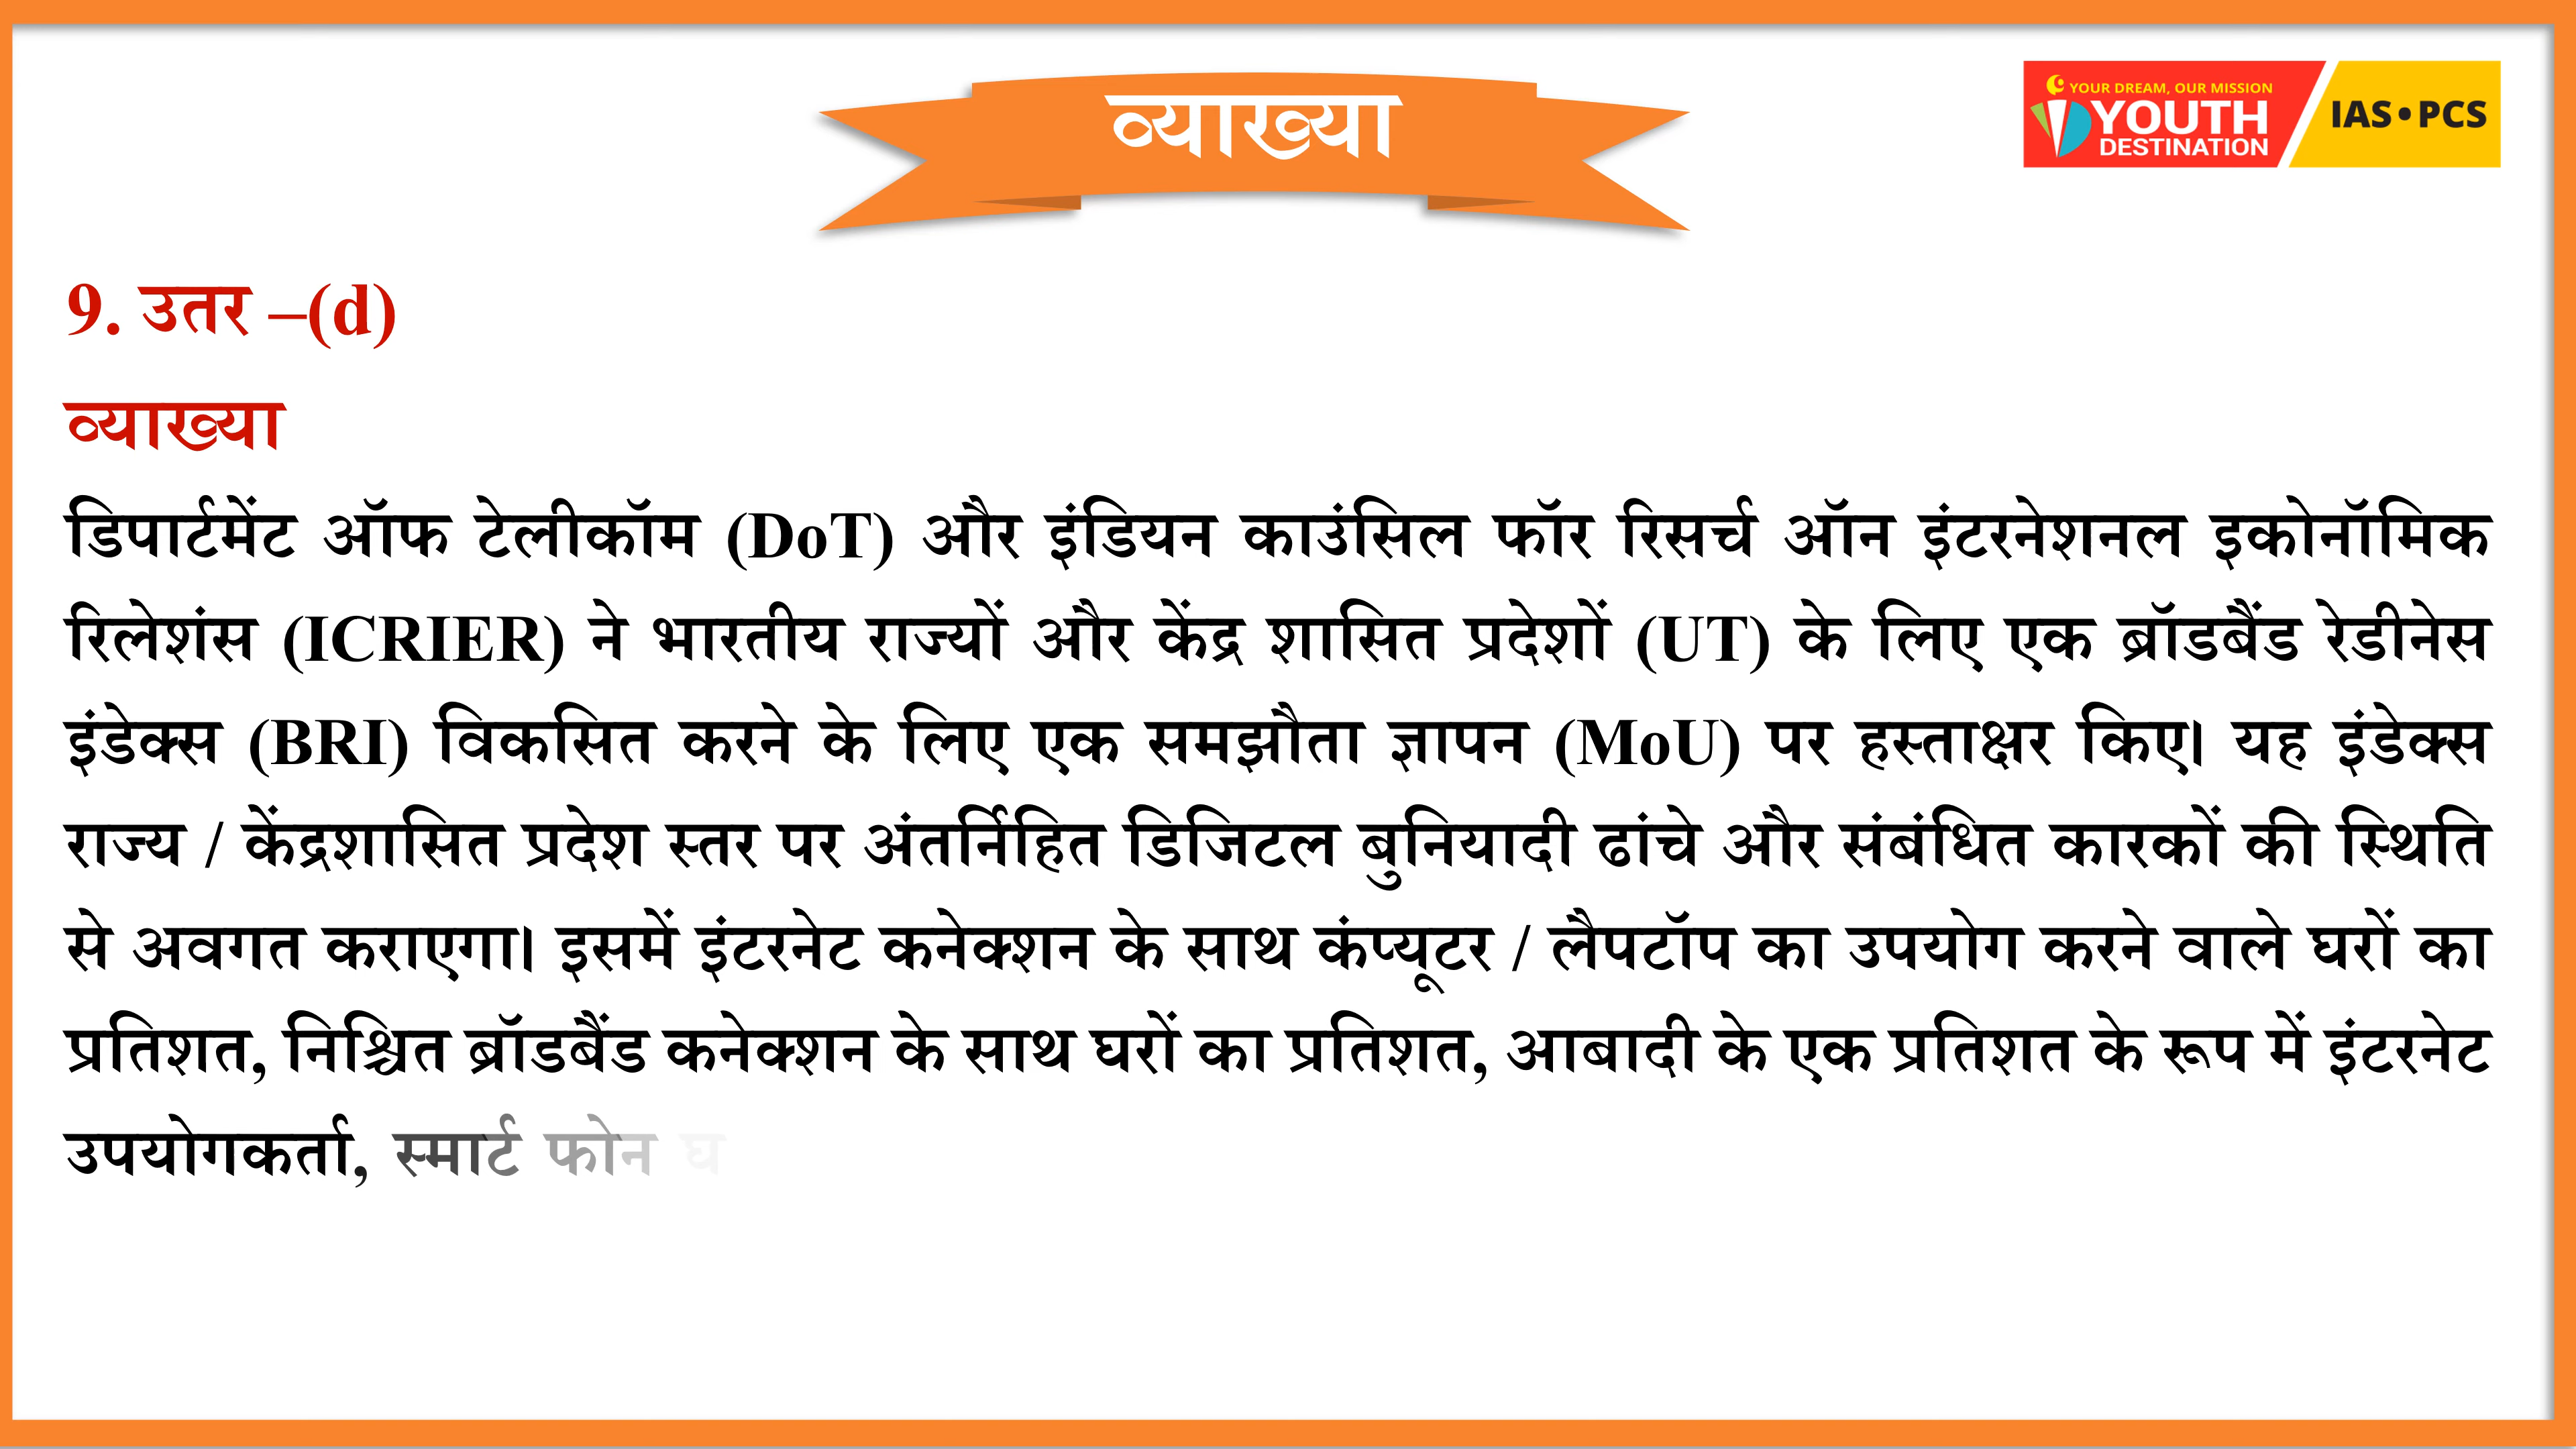 व्याख्या
YOUR DREAM, OUR MISSION
YOUTH
DESTINATION
IAS•PCS
9. उतर –(d)
व्याख्या
डिपार्टमेंट ऑफ टेलीकॉम (DoT) और इंडियन काउंसिल फॉर रिसर्च ऑन इंटरनेशनल इकोनॉमिक
रिलेशंस (ICRIER) ने भारतीय राज्यों और केंद्र शासित प्रदेशों (UT) के लिए एक ब्रॉडबैंड रेडीनेस
इंडेक्स (BRI) विकसित करने के लिए एक समझौता ज्ञापन (MoU) पर हस्ताक्षर किए। यह इंडेक्स
राज्य / केंद्रशासित प्रदेश स्तर पर अंतर्निहित डिजिटल बुनियादी ढांचे और संबंधित कारकों की स्थिति
से अवगत कराएगा। इसमें इंटरनेट कनेक्शन के साथ कंप्यूटर / लैपटॉप का उपयोग करने वाले घरों का
प्रतिशत, निश्चित ब्रॉडबैंड कनेक्शन के साथ घरों का प्रतिशत, आबादी के एक प्रतिशत के रूप में इंटरनेट
उपयोगकर्ता, स्मार्ट फोन